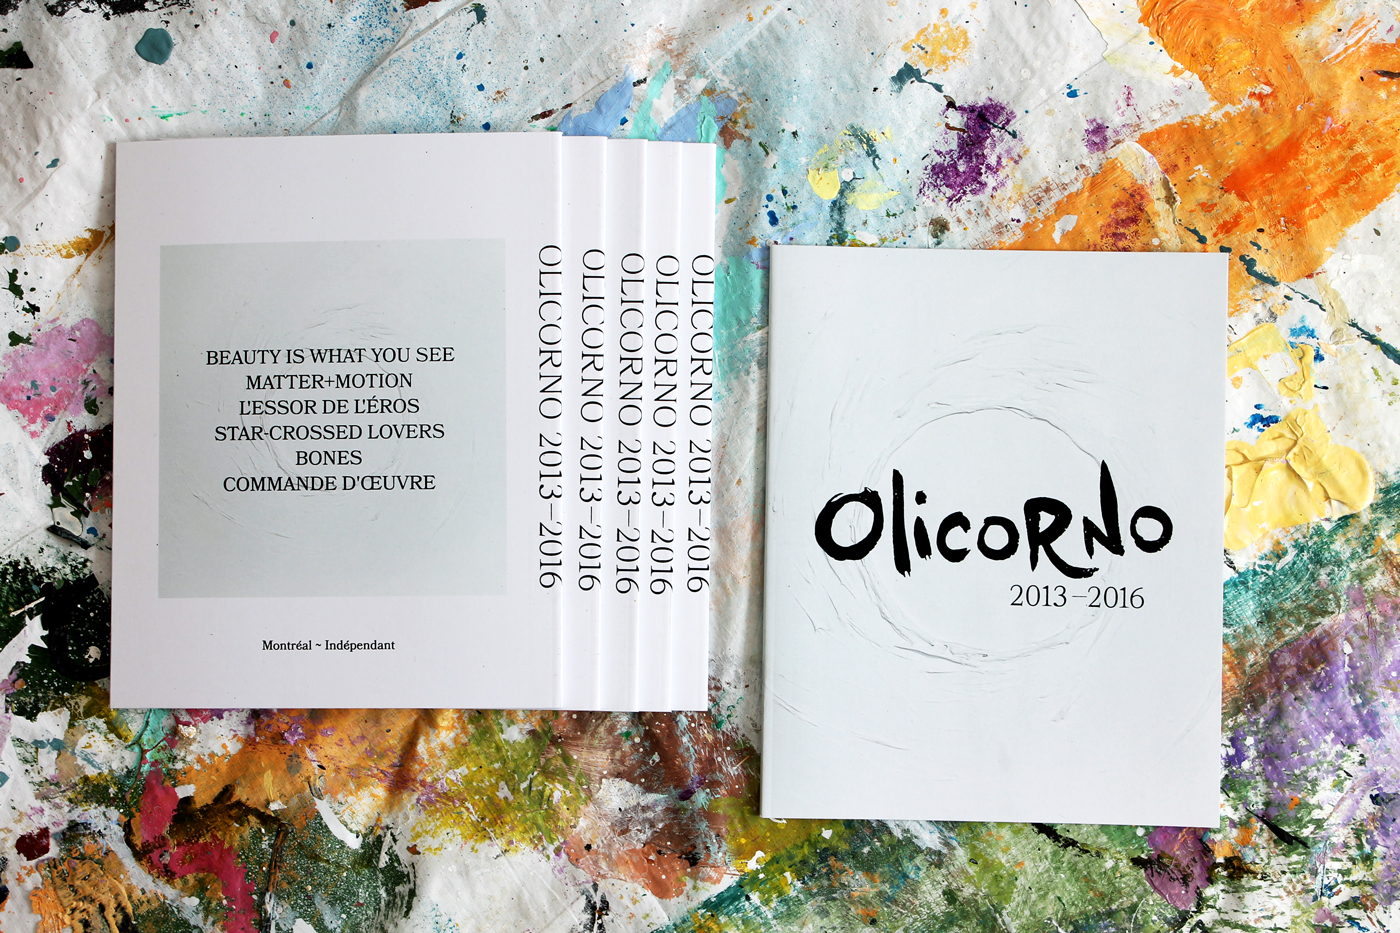 BEAUTY IS WHAT YOU SEE
MATTER+MOTION
L'ESSOR DE L'ÉROS
STAR-CROSSED LOVERS
BONES
COMMANDE D'ŒUVRE
Montréal ~ Indépendant
OLICORNO 2013–2016
OLICORNO 2013–2016
OLICORNO 2013–2016
OLICORNO 2013–2016
OLICORNO 2013–2016
OlicoRNo
2013–2016